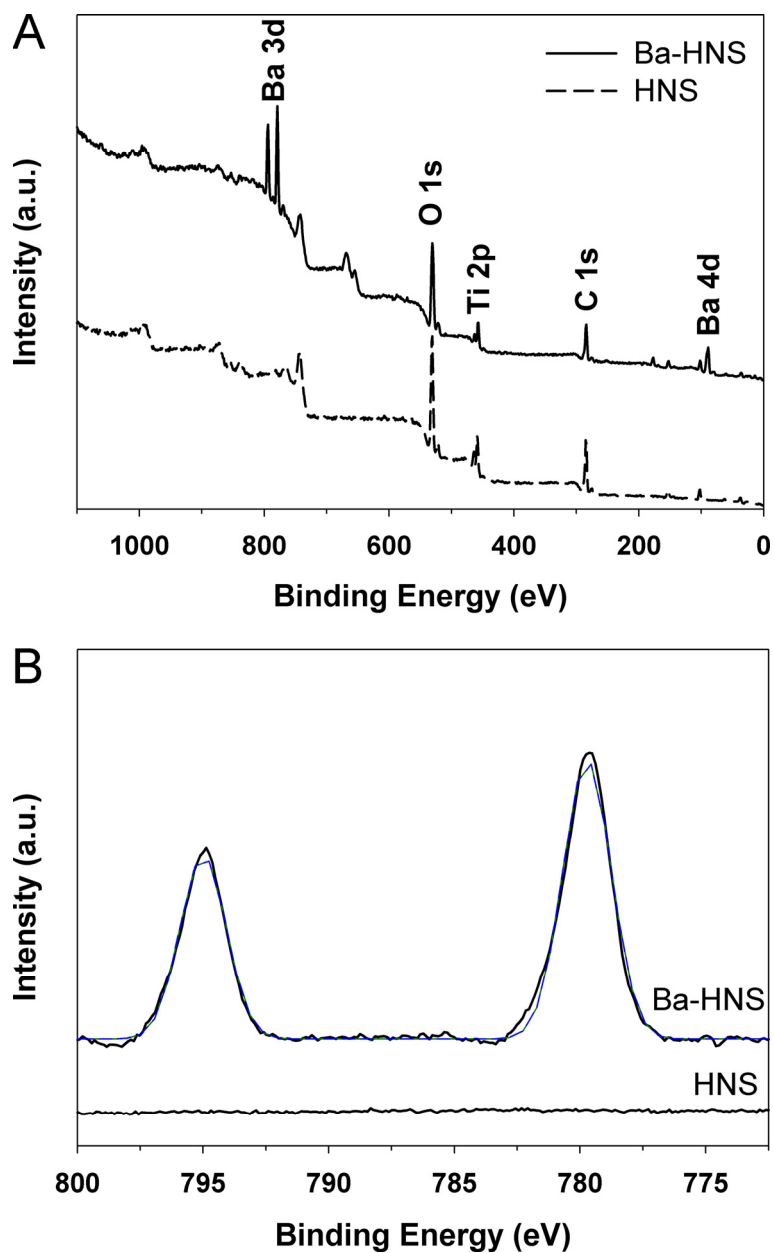 A
Ba 3d
O 1s
Ti 2p
C 1s
Ba 4d
Ba-HNS
HNS
Intensity (a.u.)
1000 800 600 400 200 0
Binding Energy (eV)
B
Intensity (a.u.)
Ba-HNS
HNS
800 795 790 785 780 775
Binding Energy (eV)